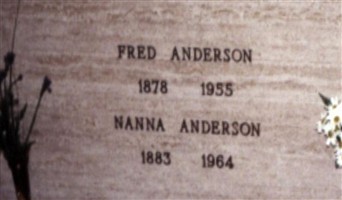 FRED ANDERSON
1878 1955
NANNA ANDERSON
1883 1964